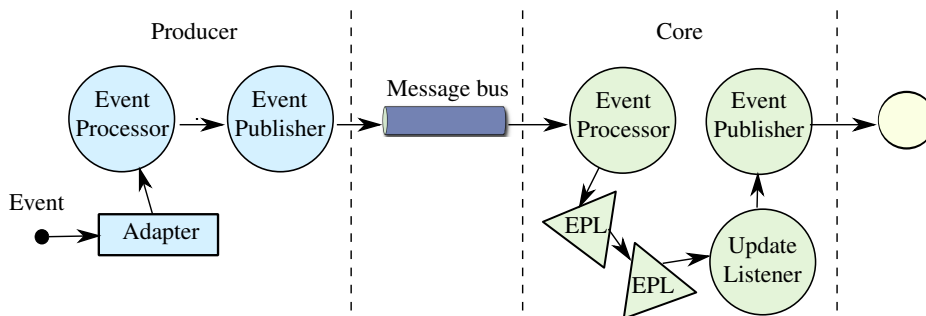 Producer
Core
Event
Processor
Event
Publisher
Message bus
Event
Processor
Event
Publisher
Event
Adapter
EPL
EPL
Update
Listener